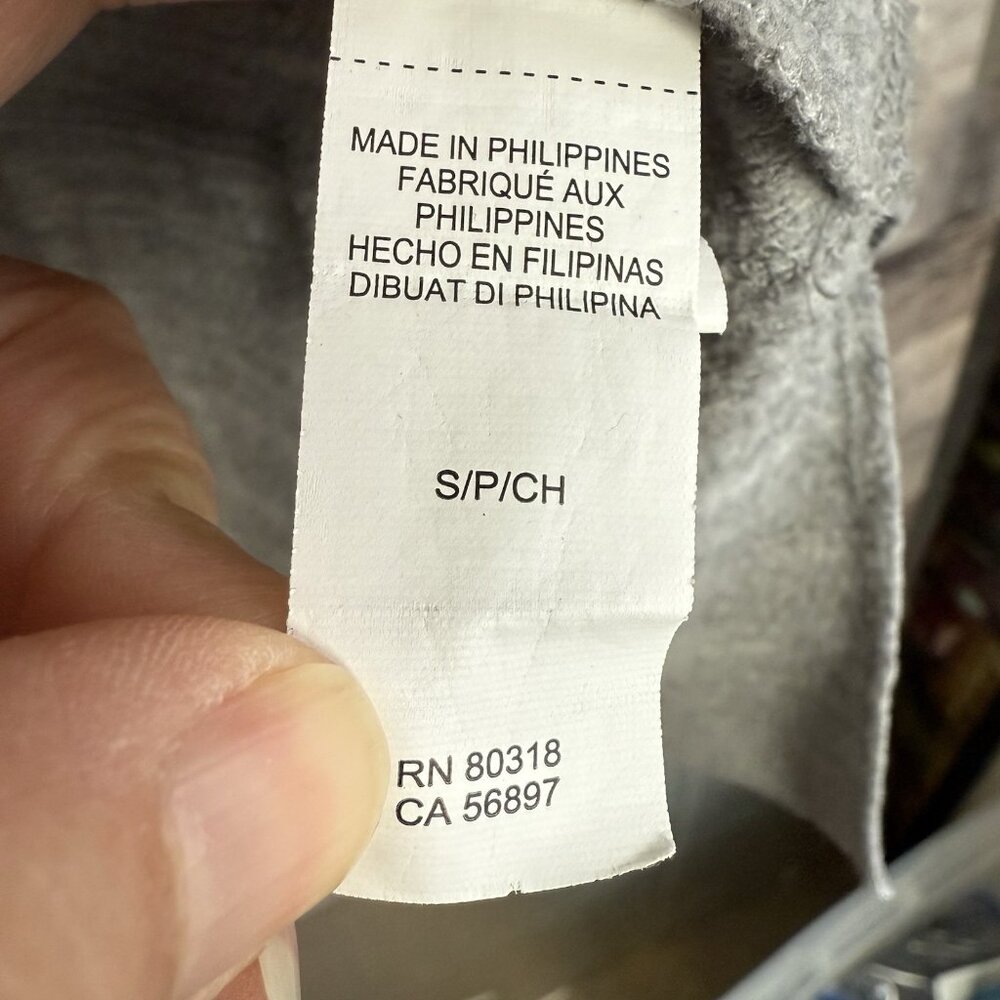 MADE IN PHILIPPINES
FABRIQUÉ AUX
PHILIPPINES
HECHO EN FILIPINAS
DIBUAT DI PHILIPINA
S/P/CH
RN 80318
CA 56897